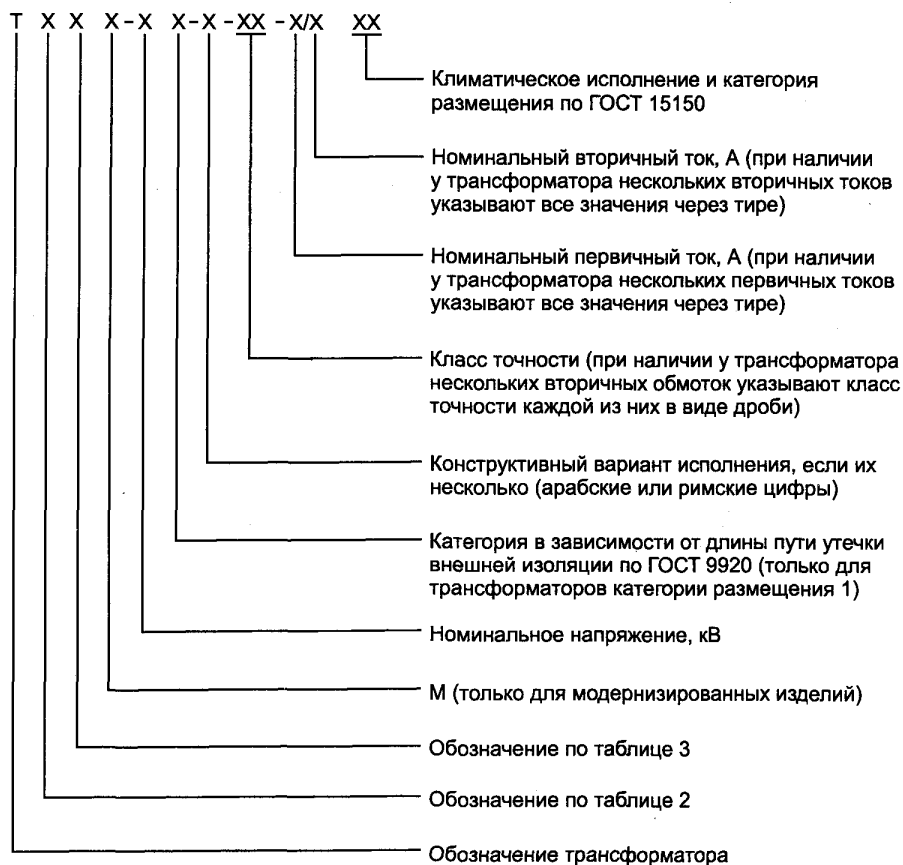 Т Х Х Х-Х Х-Х-ХХ-Х/Х ХХ
Климатическое исполнение и категория
размещения по ГОСТ 15150
Номинальный вторичный ток, А (при наличии
у трансформатора нескольких вторичных токов
указывают все значения через тире)
Номинальный первичный ток, А (при наличии
у трансформатора нескольких первичных токов
указывают все значения через тире)
Класс точности (при наличии у трансформатора
нескольких вторичных обмоток указывают класс
точности каждой из них в виде дроби)
Конструктивный вариант исполнения, если их
несколько (арабские или римские цифры)
Категория в зависимости от длины пути утечки
внешней изоляции по ГОСТ 9920 (только для
трансформаторов категории размещения 1)
Номинальное напряжение, кВ
М (только для модернизированных изделий)
Обозначение по таблице 3
Обозначение по таблице 2
Обозначение трансформатора